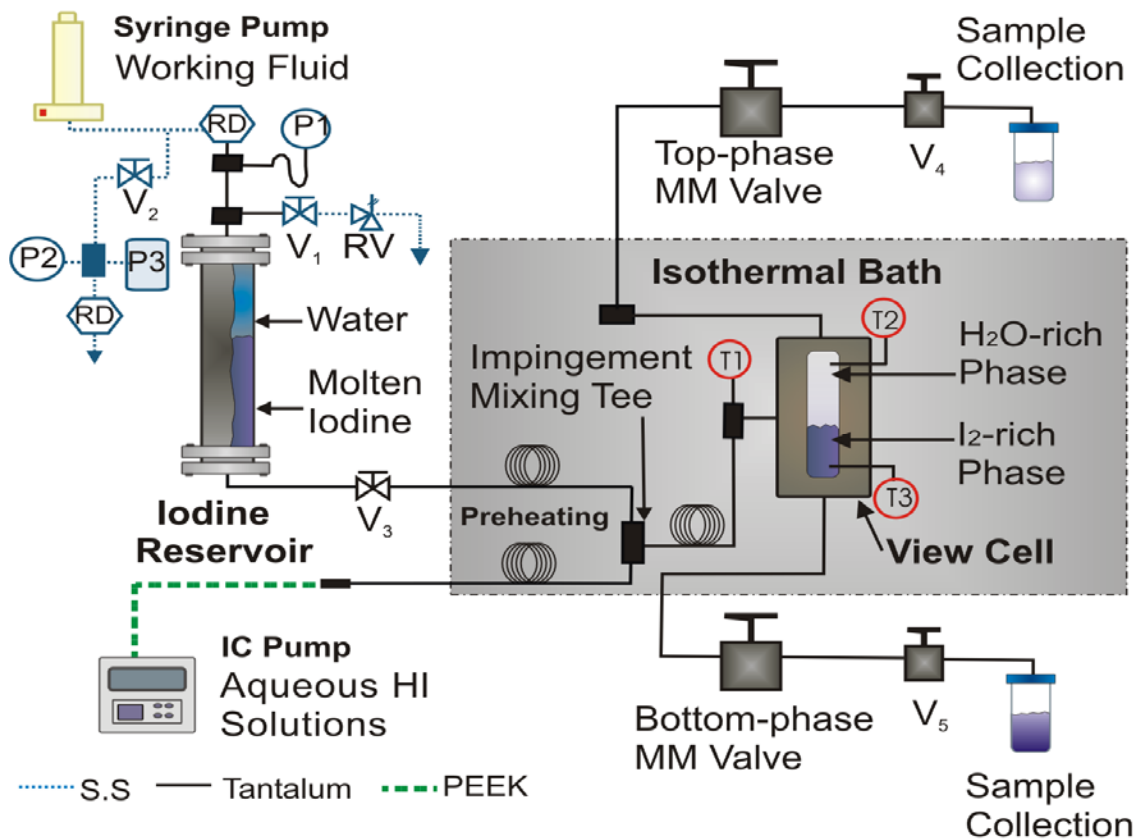 Syringe Pump
Working Fluid
RD
P1
V2
V1
RV
P2
P3
RD
Water
Molten
Iodine
Iodine
Reservoir
V3
IC Pump
Aqueous HI
Solutions
Sample
Collection
Top-phase
MM Valve
V4
Isothermal Bath
Impingement
Mixing Tee
T1
T2
H2O-rich
Phase
I2-rich
Phase
T3
Preheating
View Cell
Bottom-phase
MM Valve
V5
Sample
Collection
S.S
Tantalum
PEEK